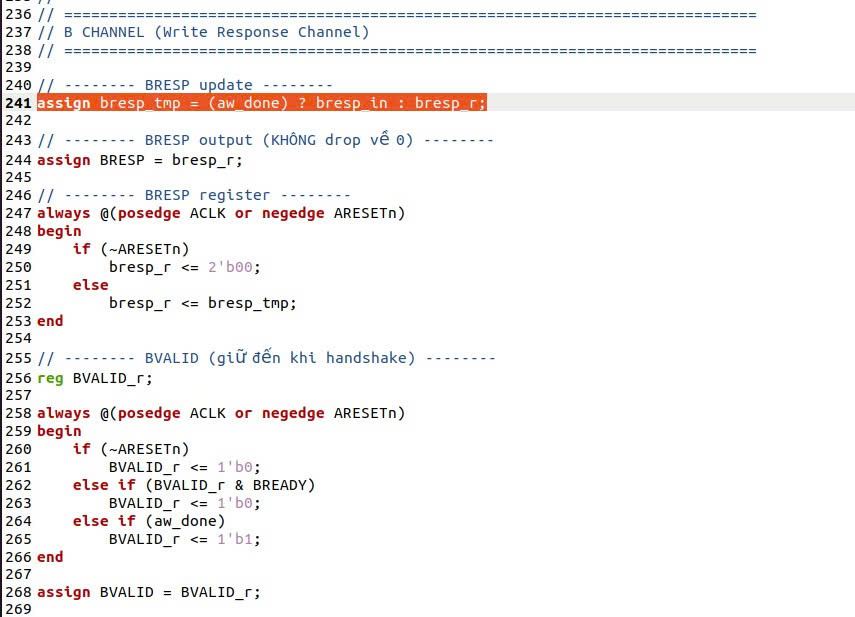 236 // =============================================================================
237 // B CHANNEL (Write Response Channel)
238 // =============================================================================
239
240 // -------- BRESP update --------
241 assign bresp_tmp = (aw_done) ? bresp_in : bresp_r;
242
243 // -------- BRESP output (KHÔNG drop về 0) --------
244 assign BRESP = bresp_r;
245
246 // -------- BRESP register --------
247 always @(posedge ACLK or negedge ARESETn)
248 begin
249     if (~ARESETn)
250         bresp_r <= 2'b00;
251     else
252         bresp_r <= bresp_tmp;
253 end
254
255 // -------- BVALID (giữ đến khi handshake) --------
256 reg BVALID_r;
257
258 always @(posedge ACLK or negedge ARESETn)
259 begin
260     if (~ARESETn)
261         BVALID_r <= 1'b0;
262     else if (BVALID_r & BREADY)
263         BVALID_r <= 1'b0;
264     else if (aw_done)
265         BVALID_r <= 1'b1;
266 end
267
268 assign BVALID = BVALID_r;
269